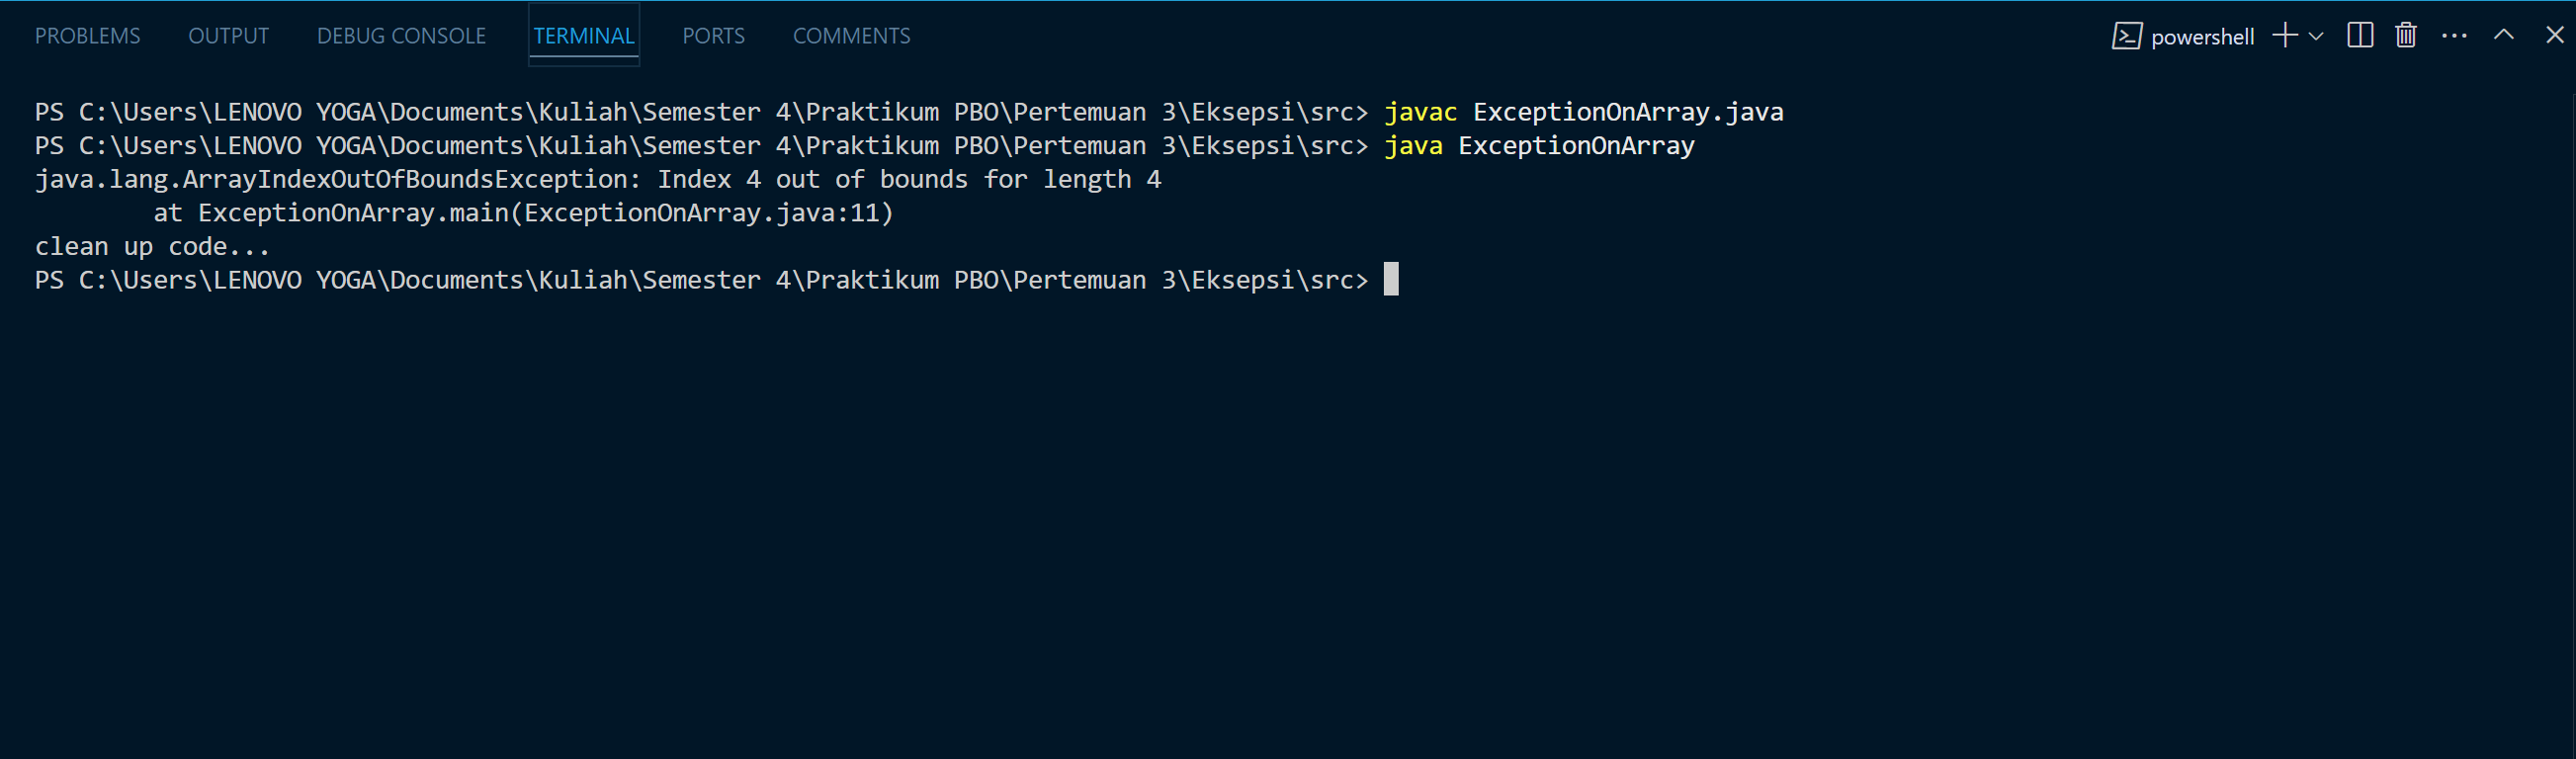 PROBLEMS OUTPUT DEBUG CONSOLE TERMINAL PORTS COMMENTS powershell
PS C:\Users\LENOVO YOGA\Documents\Kuliah\Semester 4\Praktikum PBO\Pertemuan 3\Eksepsi\src> javac ExceptionOnArray.java
PS C:\Users\LENOVO YOGA\Documents\Kuliah\Semester 4\Praktikum PBO\Pertemuan 3\Eksepsi\src> java ExceptionOnArray
java.lang.ArrayIndexOutOfBoundsException: Index 4 out of bounds for length 4
        at ExceptionOnArray.main(ExceptionOnArray.java:11)
clean up code...
PS C:\Users\LENOVO YOGA\Documents\Kuliah\Semester 4\Praktikum PBO\Pertemuan 3\Eksepsi\src>